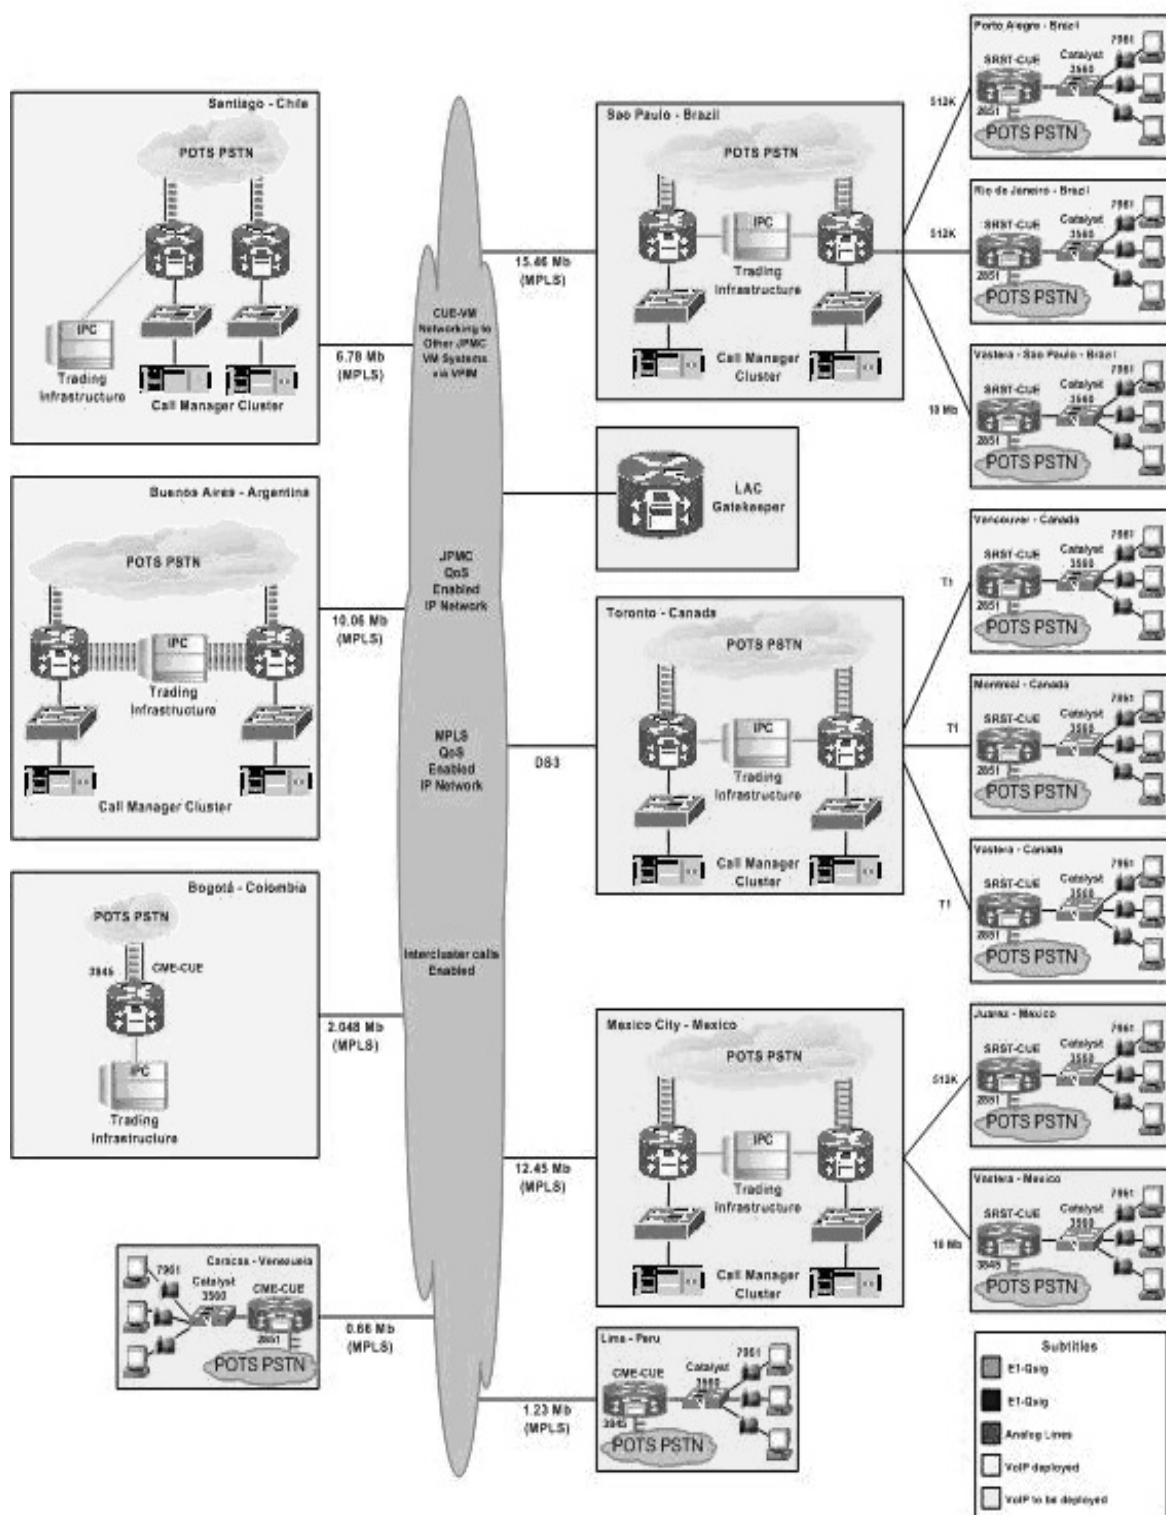 Santiago - Chile
POTS PSTN
IPC
Trading
Infrastructure
Call Manager Cluster
6.78 Mb
(MPLS)
Buenos Aires - Argentina
POTS PSTN
IPC
Trading
Infrastructure
Call Manager Cluster
10.06 Mb
(MPLS)
Bogotá - Colombia
POTS PSTN
3845
CME-CUE
IPC
Trading
Infrastructure
2.048 Mb
(MPLS)
Caracas - Venezuela
7961
Catalyst
3560
CME-CUE
2851
POTS PSTN
0.66 Mb
(MPLS)
CUE-VM
Networking to
Other JPMC
VM Systems
via VPIM
JPMC
QoS
Enabled
IP Network
MPLS
QoS
Enabled
IP Network
Intercluster calls
Enabled
15.46 Mb
(MPLS)
Sao Paulo - Brazil
POTS PSTN
IPC
Trading
Infrastructure
Call Manager
Cluster
LAC
Gatekeeper
DS-3
Toronto - Canada
POTS PSTN
IPC
Trading
Infrastructure
Call Manager
Cluster
12.45 Mb
(MPLS)
Mexico City - Mexico
POTS PSTN
IPC
Trading
Infrastructure
Call Manager
Cluster
1.23 Mb
(MPLS)
Lima - Peru
CME-CUE
3845
Catalyst
3560
7961
POTS PSTN
512K
Porto Alegre - Brazil
SRST-CUE
2851
Catalyst
3560
7961
POTS PSTN
512K
Rio de Janeiro - Brazil
SRST-CUE
2851
Catalyst
3560
7961
POTS PSTN
10 Mb
Vastera - Sao Paulo - Brazil
SRST-CUE
2851
Catalyst
3560
7961
POTS PSTN
T1
Vancouver - Canada
SRST-CUE
2851
Catalyst
3560
7961
POTS PSTN
T1
Montreal - Canada
SRST-CUE
2851
Catalyst
3560
7961
POTS PSTN
T1
Vastera - Canada
SRST-CUE
2851
Catalyst
3560
7961
POTS PSTN
512K
Juarez - Mexico
SRST-CUE
2851
Catalyst
3560
7961
POTS PSTN
10 Mb
Vastera - Mexico
SRST-CUE
3845
Catalyst
3560
7961
POTS PSTN
Subtitles
E1-Qsig
E1-Qsig
Analog Lines
VoIP deployed
VoIP to be deployed